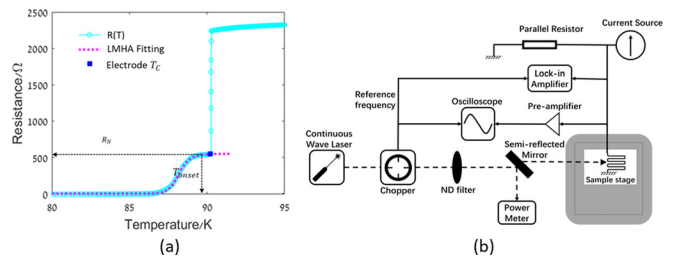 2500
2000
1500
1000
500
0
Resistance/Ω
R(T)
LMHA Fitting
Electrode T_C
R_N
T_onset
80
85
90
95
Temperature/K
(a)
Parallel Resistor
Current Source
Lock-in
Amplifier
Reference
frequency
Oscilloscope
Pre-amplifier
Continuous
Wave Laser
Semi-reflected
Mirror
Chopper
ND filter
Power
Meter
Sample stage
(b)